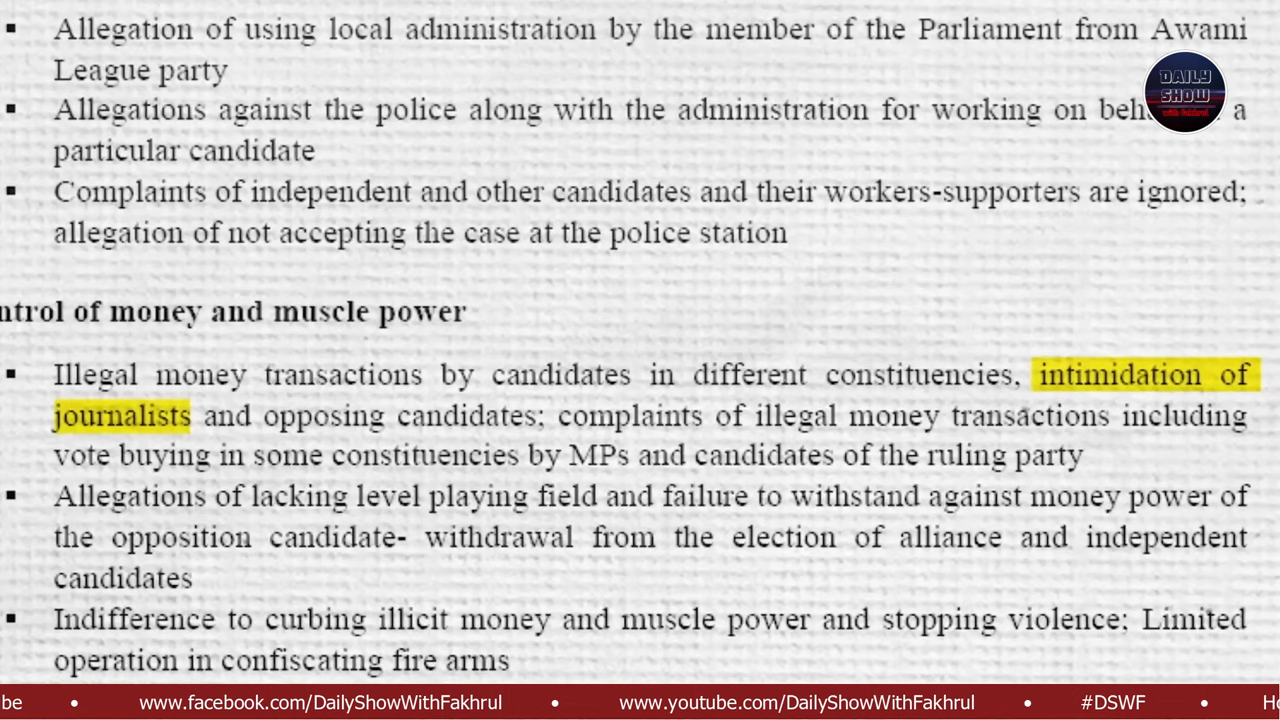 ▪ Allegation of using local administration by the member of the Parliament from Awami
League party
DAILY
SHOW
with fakhrul
▪ Allegations against the police along with the administration for working on a
particular candidate
▪ Complaints of independent and other candidates and their workers-supporters are ignored;
allegation of not accepting the case at the police station
ntrol of money and muscle power
▪ Illegal money transactions by candidates in different constituencies, intimidation of
journalists and opposing candidates; complaints of illegal money transactions including
vote buying in some constituencies by MPs and candidates of the ruling party
▪ Allegations of lacking level playing field and failure to withstand against money power of
the opposition candidate- withdrawal from the election of alliance and independent
candidates
▪ Indifference to curbing illicit money and muscle power and stopping violence; Limited
operation in confiscating fire arms
be • www.facebook.com/DailyShowWithFakhrul • www.youtube.com/DailyShowWithFakhrul • #DSWF • Ho